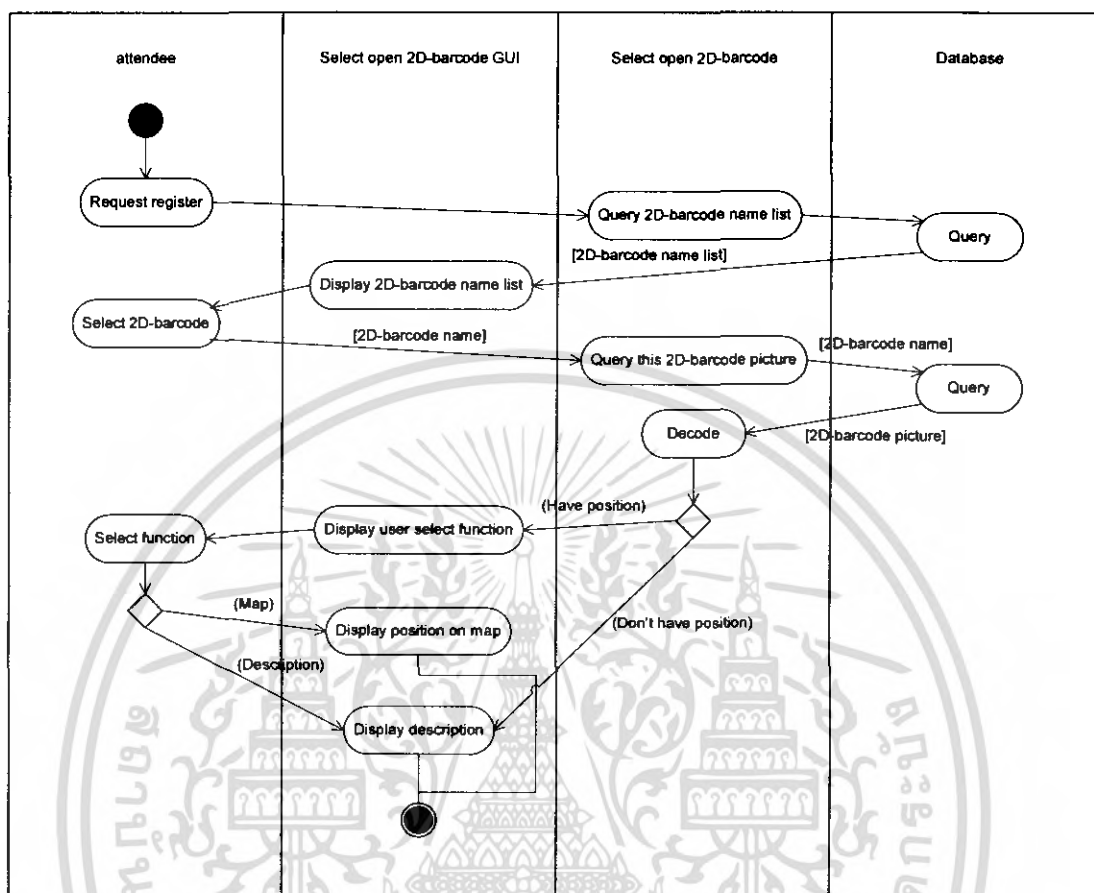 attendee
Select open 2D-barcode GUI
Select open 2D-barcode
Database
Request register
Query 2D-barcode name list
Query
[2D-barcode name list]
Display 2D-barcode name list
Select 2D-barcode
[2D-barcode name]
Query this 2D-barcode picture
[2D-barcode name]
Query
Decode
[2D-barcode picture]
(Have position)
Display user select function
Select function
(Map)
Display position on map
(Don't have position)
(Description)
Display description